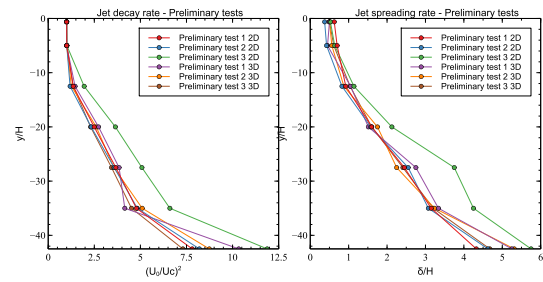 Jet decay rate - Preliminary tests
0
−10
−20
−30
−40
y/H
Preliminary test 1 2D
Preliminary test 2 2D
Preliminary test 3 2D
Preliminary test 1 3D
Preliminary test 2 3D
Preliminary test 3 3D
0 2.5 5 7.5 10 12.5
(U₀/Uc)²
Jet spreading rate - Preliminary tests
0
−10
−20
−30
−40
y/H
Preliminary test 1 2D
Preliminary test 2 2D
Preliminary test 3 2D
Preliminary test 1 3D
Preliminary test 2 3D
Preliminary test 3 3D
0 1 2 3 4 5 6
δ/H